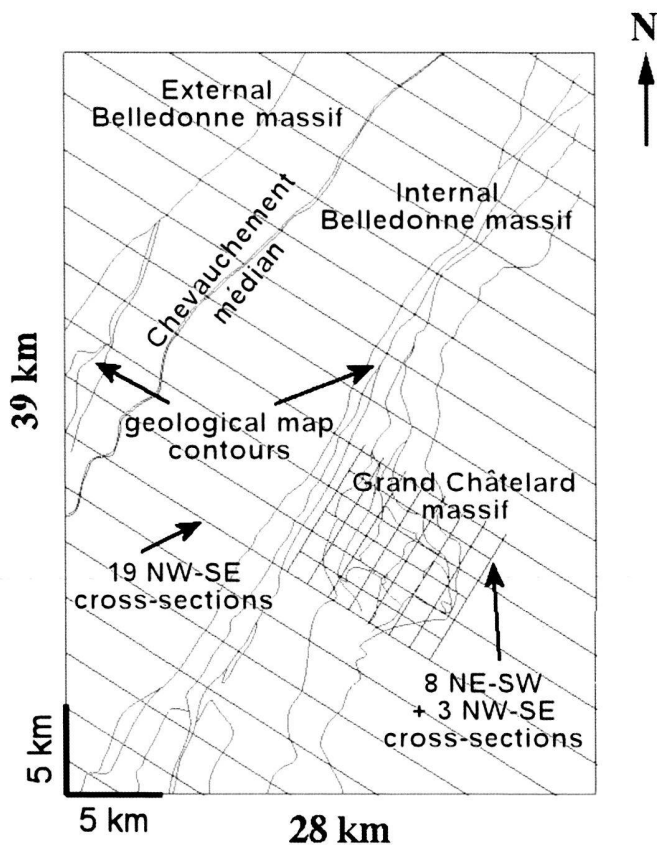 N
External
Belledonne massif
Internal
Belledonne massif
Chevauchement
médian
39 km
geological map
contours
Grand Châtelard
massif
19 NW-SE
cross-sections
8 NE-SW
+ 3 NW-SE
cross-sections
5 km
5 km
28 km